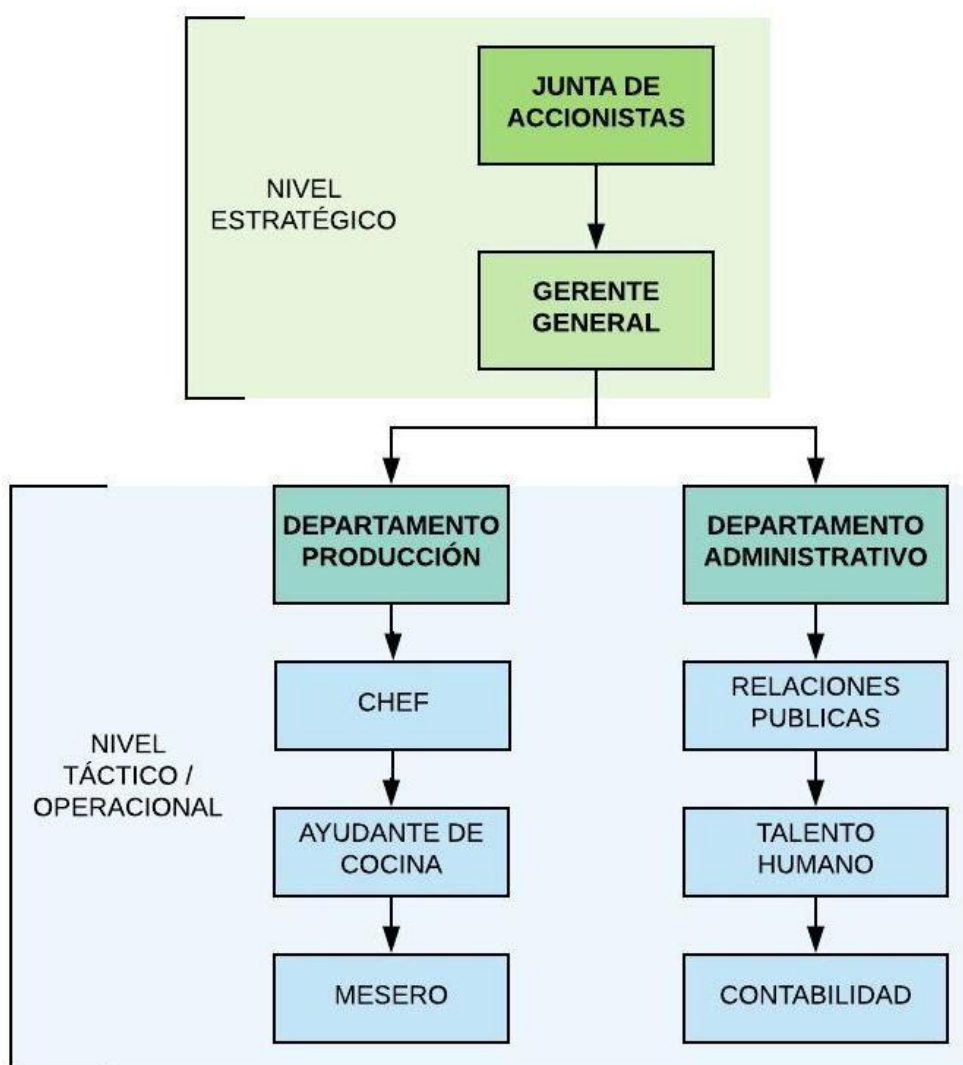 JUNTA DE
ACCIONISTAS
NIVEL
ESTRATÉGICO
GERENTE
GENERAL
DEPARTAMENTO
PRODUCCIÓN
DEPARTAMENTO
ADMINISTRATIVO
NIVEL
TÁCTICO /
OPERACIONAL
CHEF
RELACIONES
PUBLICAS
AYUDANTE DE
COCINA
TALENTO
HUMANO
MESERO
CONTABILIDAD